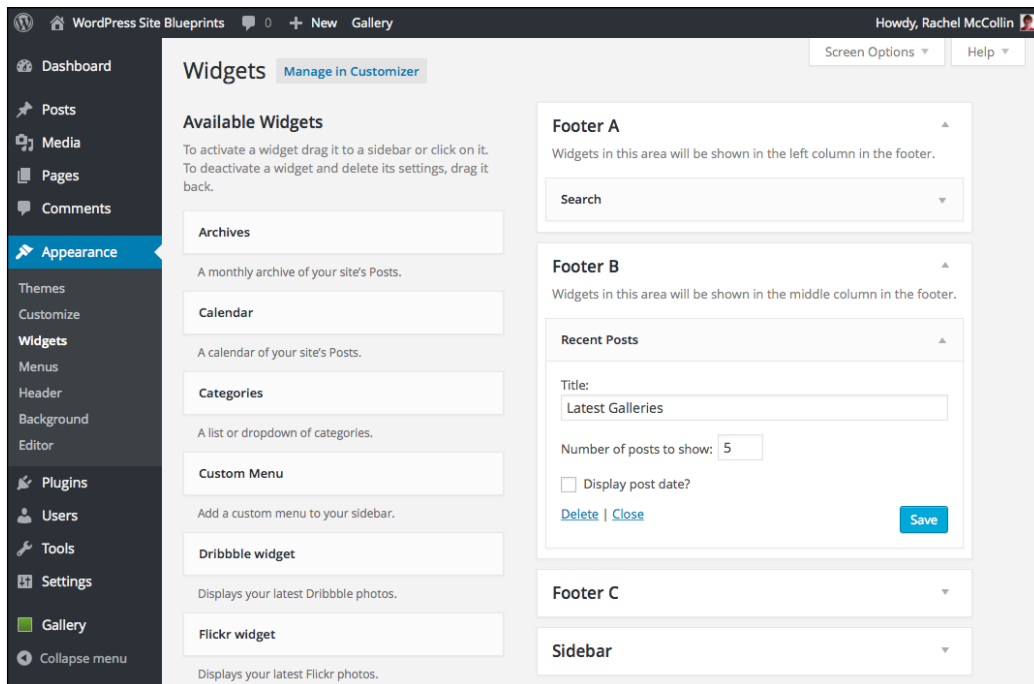 WordPress Site Blueprints 0 + New Gallery Howdy, Rachel McCollin
Screen Options Help
Dashboard
Posts
Media
Pages
Comments
Appearance
Themes
Customize
Widgets
Menus
Header
Background
Editor
Plugins
Users
Tools
Settings
Gallery
Collapse menu
Widgets Manage in Customizer
Available Widgets
To activate a widget drag it to a sidebar or click on it.
To deactivate a widget and delete its settings, drag it
back.
Archives
A monthly archive of your site's Posts.
Calendar
A calendar of your site's Posts.
Categories
A list or dropdown of categories.
Custom Menu
Add a custom menu to your sidebar.
Dribbble widget
Displays your latest Dribbble photos.
Flickr widget
Displays your latest Flickr photos.
Footer A
Widgets in this area will be shown in the left column in the footer.
Search
Footer B
Widgets in this area will be shown in the middle column in the footer.
Recent Posts
Title:
Latest Galleries
Number of posts to show: 5
Display post date?
Delete | Close
Save
Footer C
Sidebar